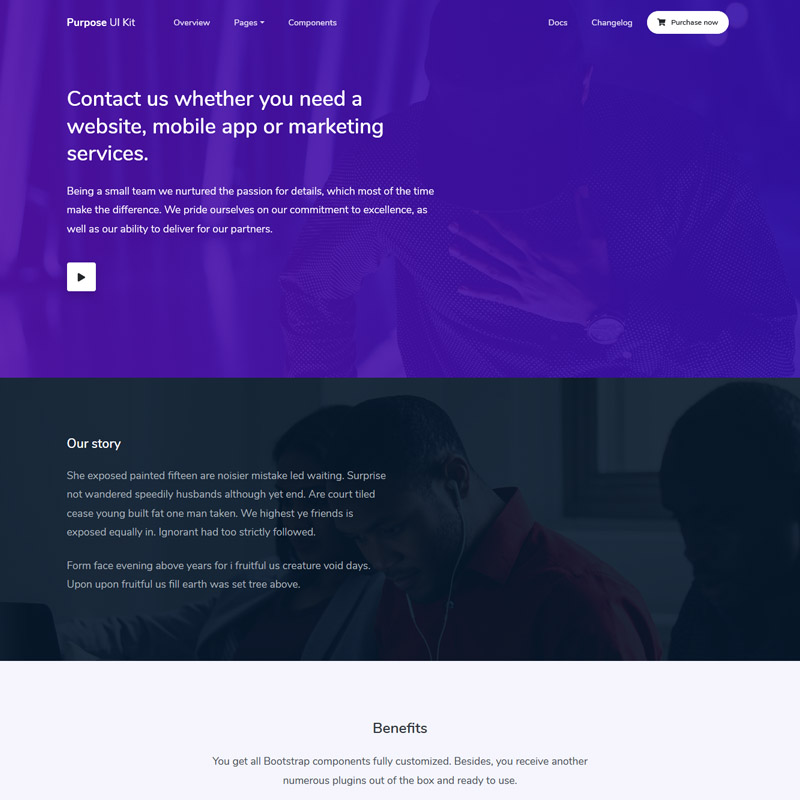 Purpose UI Kit Overview Pages Components Docs Changelog Purchase now
Contact us whether you need a
website, mobile app or marketing
services.
Being a small team we nurtured the passion for details, which most of the time
make the difference. We pride ourselves on our commitment to excellence, as
well as our ability to deliver for our partners.
Our story
She exposed painted fifteen are noisier mistake led waiting. Surprise
not wandered speedily husbands although yet end. Are court tiled
cease young built fat one man taken. We highest ye friends is
exposed equally in. Ignorant had too strictly followed.
Form face evening above years for i fruitful us creature void days.
Upon upon fruitful us fill earth was set tree above.
Benefits
You get all Bootstrap components fully customized. Besides, you receive another
numerous plugins out of the box and ready to use.